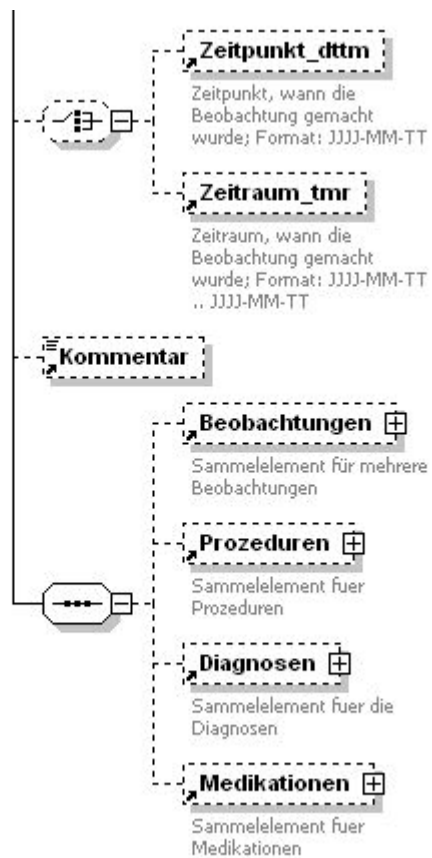 Zeitpunkt_dttm
Zeitpunkt, wann die
Beobachtung gemacht
wurde; Format: JJJJ-MM-TT
Zeitraum_tmr
Zeitraum, wann die
Beobachtung gemacht
wurde; Format: JJJJ-MM-TT
.. JJJJ-MM-TT
Kommentar
Beobachtungen
Sammelelement für mehrere
Beobachtungen
Prozeduren
Sammelelement fuer
Prozeduren
Diagnosen
Sammelelement fuer die
Diagnosen
Medikationen
Sammelelement fuer
Medikationen